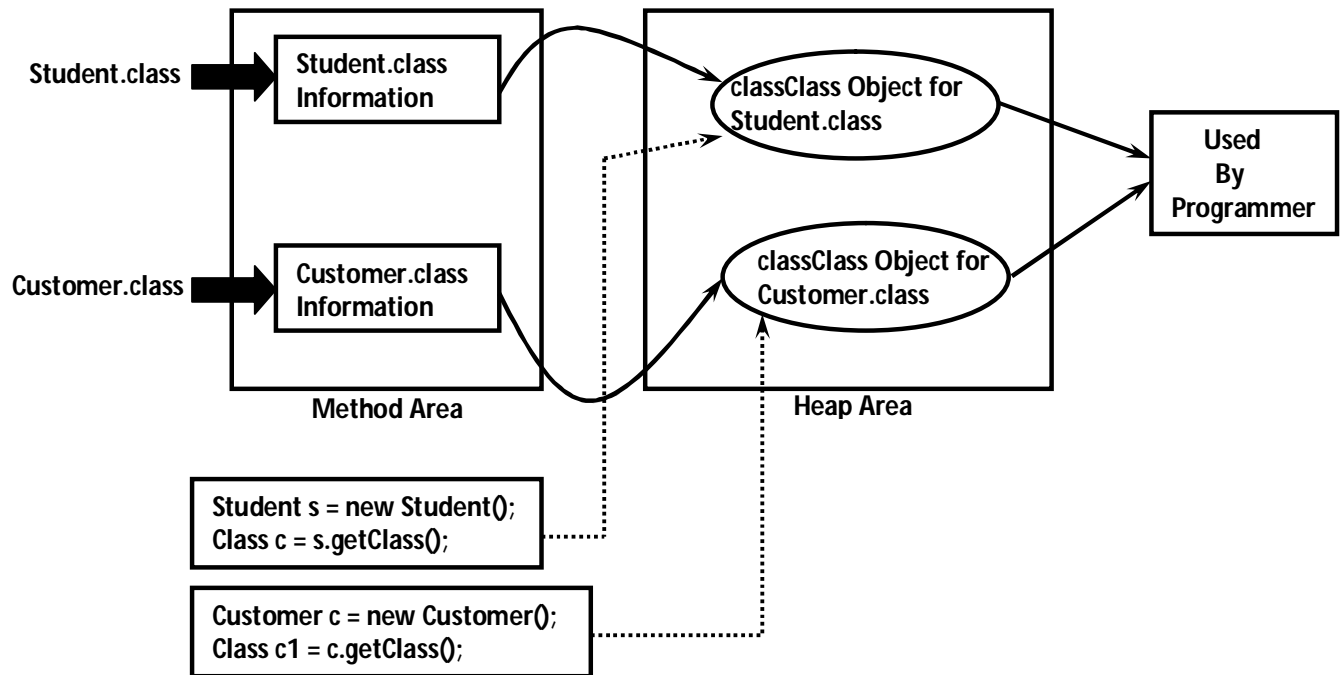 Student.class
Student.class
Information
classClass Object for
Student.class
Used
By
Programmer
Customer.class
Customer.class
Information
classClass Object for
Customer.class
Method Area
Heap Area
Student s = new Student();
Class c = s.getClass();
Customer c = new Customer();
Class c1 = c.getClass();